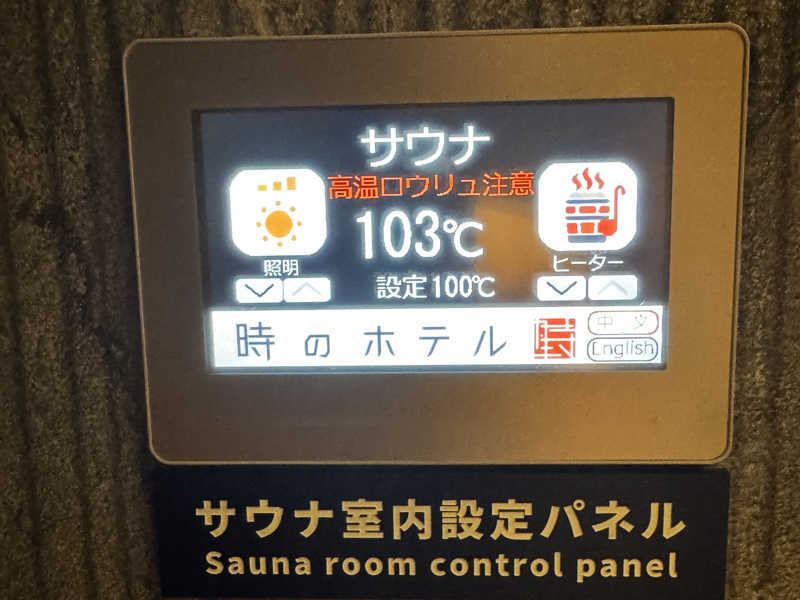 サウナ
高温ロウリュ注意
103℃
照明
ヒーター
設定100℃
時のホテル
時
中 文
English
サウナ室内設定パネル
Sauna room control panel